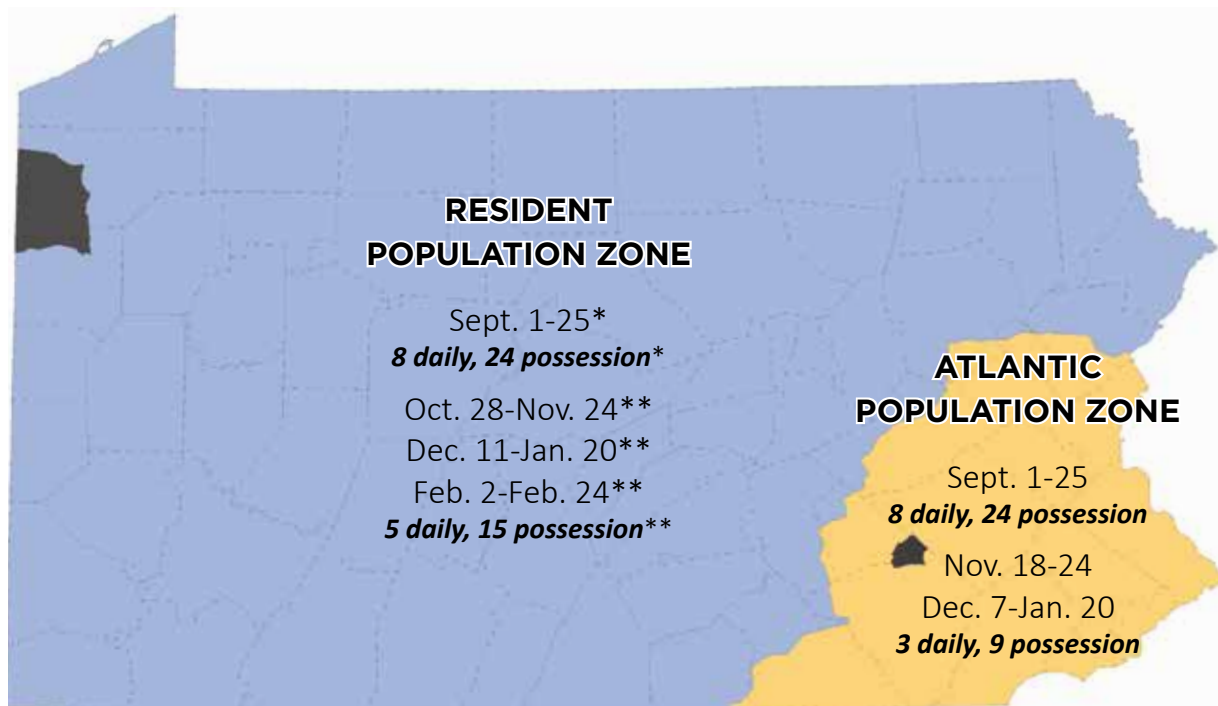 RESIDENT
POPULATION ZONE
Sept. 1-25*
8 daily, 24 possession*
Oct. 28-Nov. 24**
Dec. 11-Jan. 20**
Feb. 2-Feb. 24**
5 daily, 15 possession**
ATLANTIC
POPULATION ZONE
Sept. 1-25
8 daily, 24 possession
Nov. 18-24
Dec. 7-Jan. 20
3 daily, 9 possession